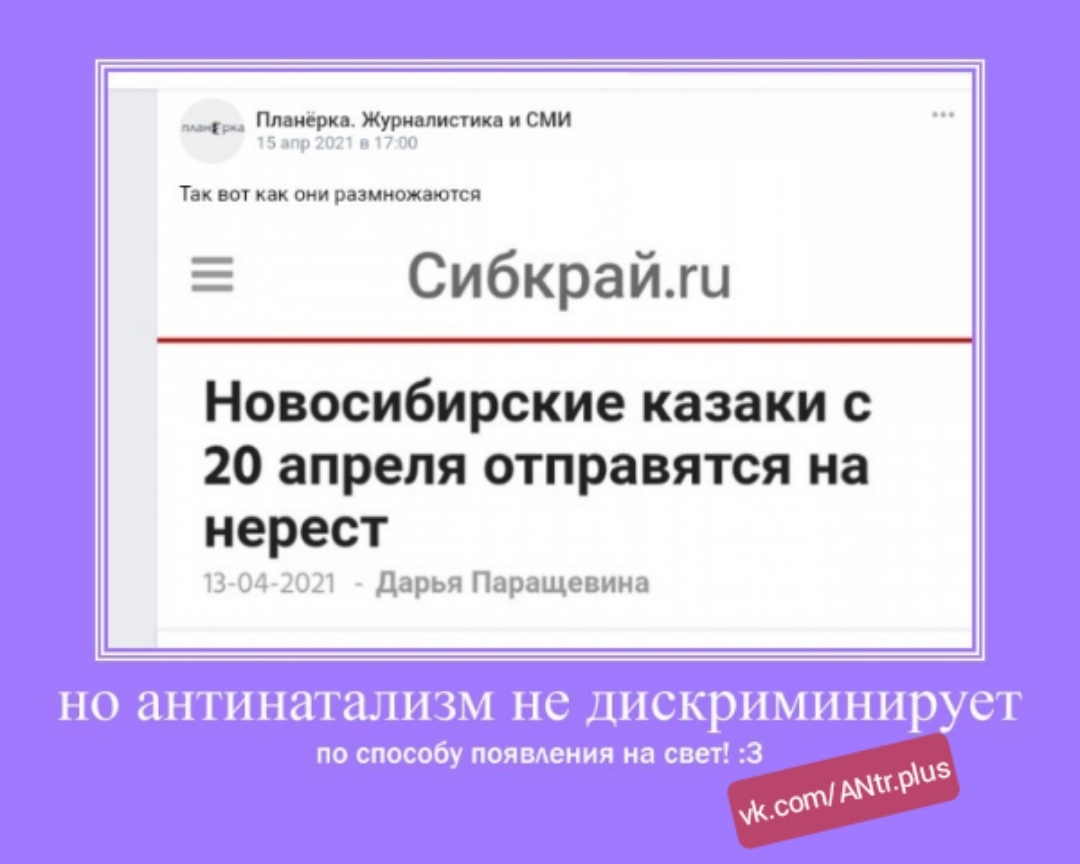 планЁрка
Планёрка. Журналистика и СМИ
15 апр 2021 в 17:00
Так вот как они размножаются
Сибкрай.ru
Новосибирские казаки с
20 апреля отправятся на
нерест
13-04-2021 - Дарья Паращевина
но антинатализм не дискриминирует
по способу появления на свет! :3
vk.com/ANtr.plus